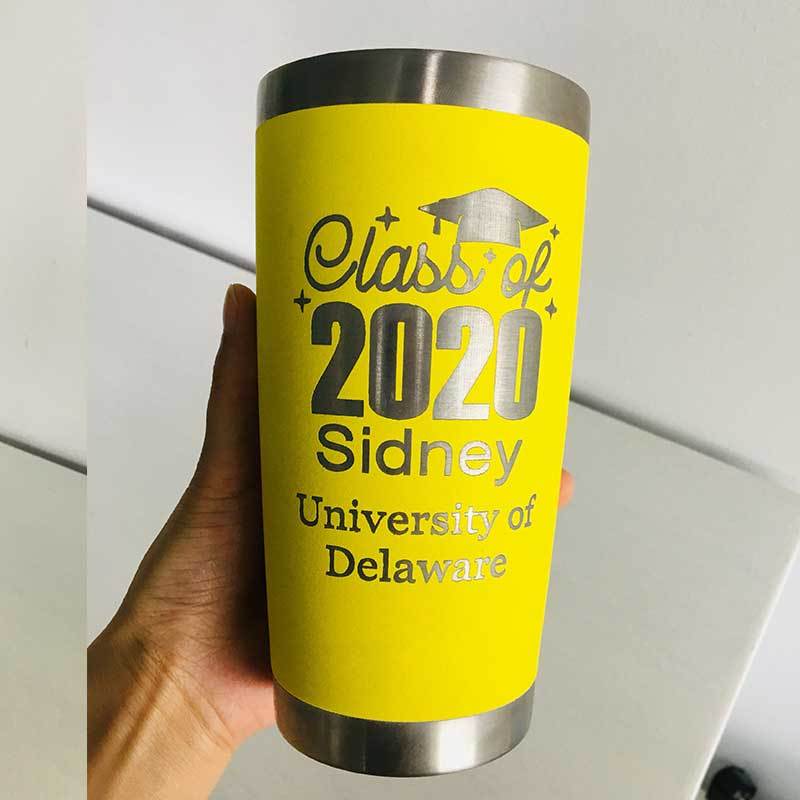 Class of
2020
Sidney
University of
Delaware